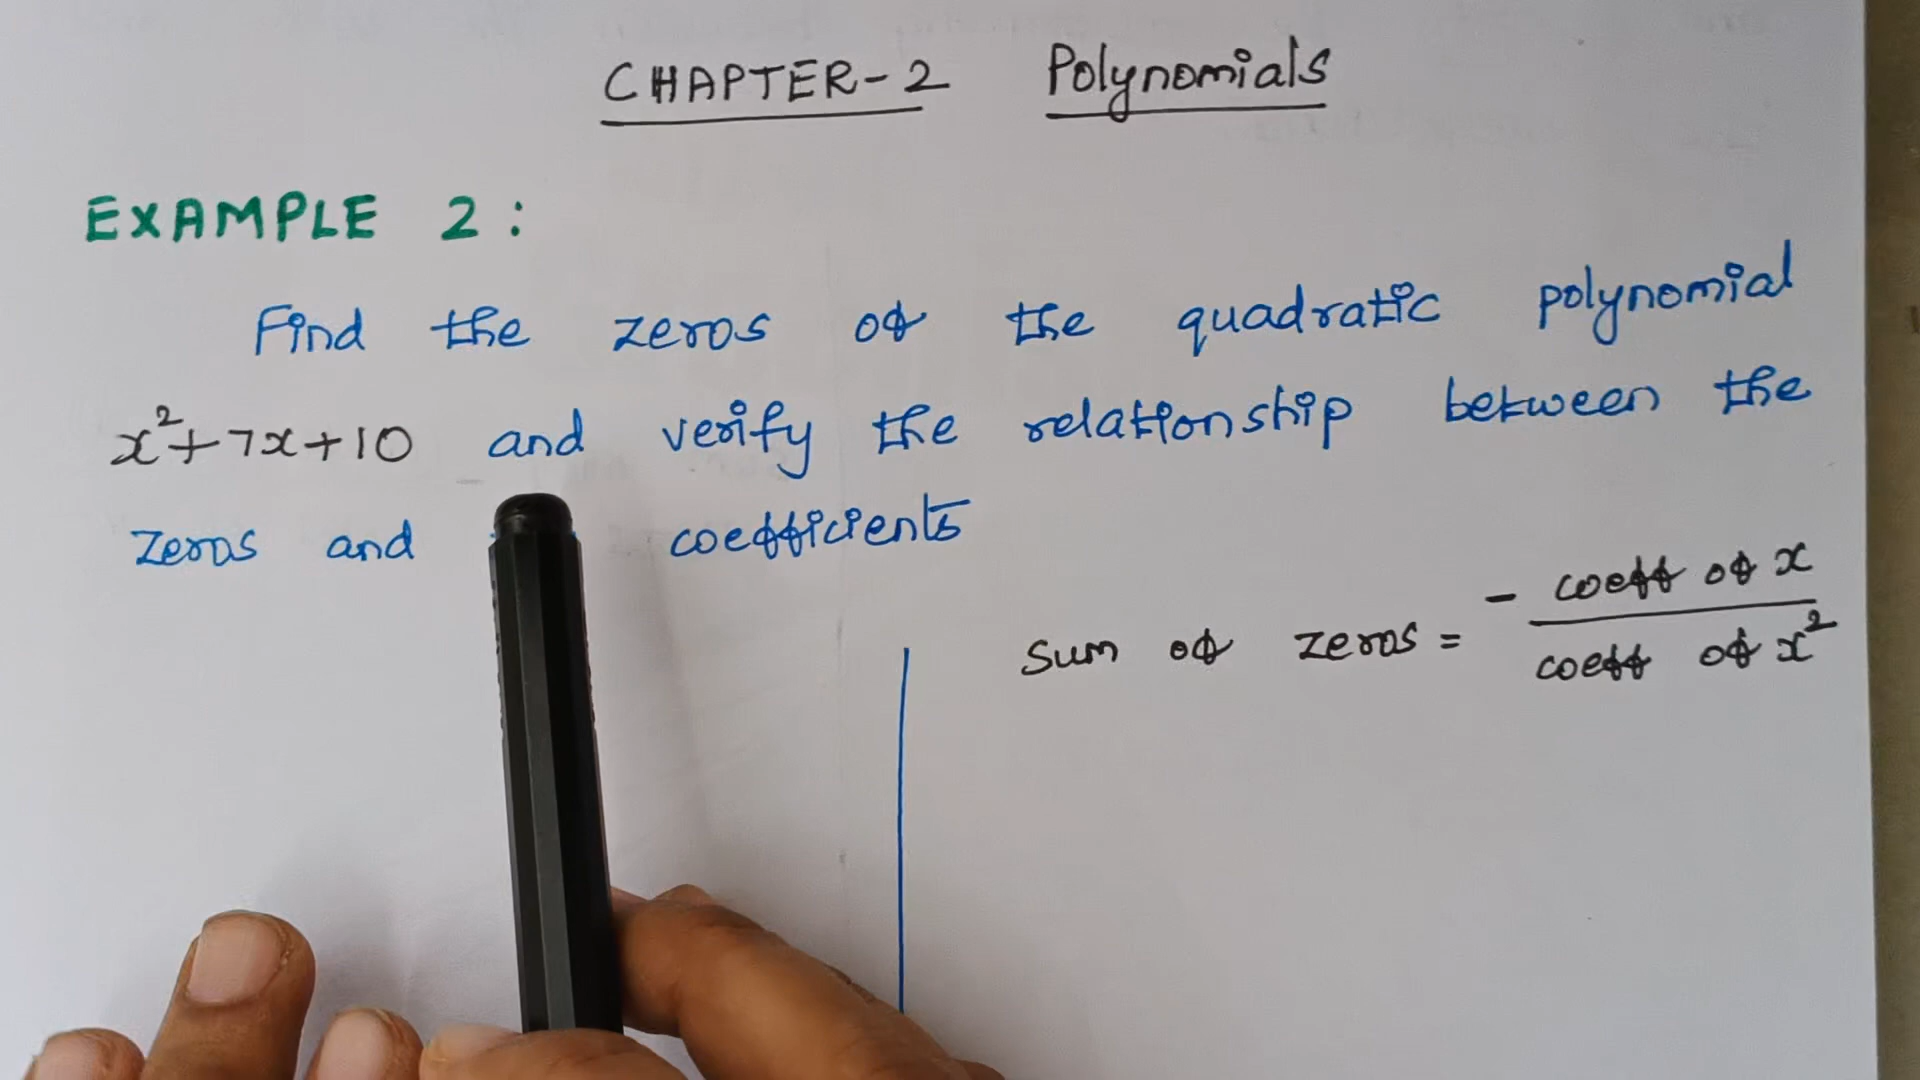 CHAPTER-2 Polynomials
EXAMPLE 2:
Find the zeros of the quadratic polynomial
x²+7x+10 and verify the relationship between the
zeros and coefficients
- coeff of x
Sum of zeros =
coeff of x²